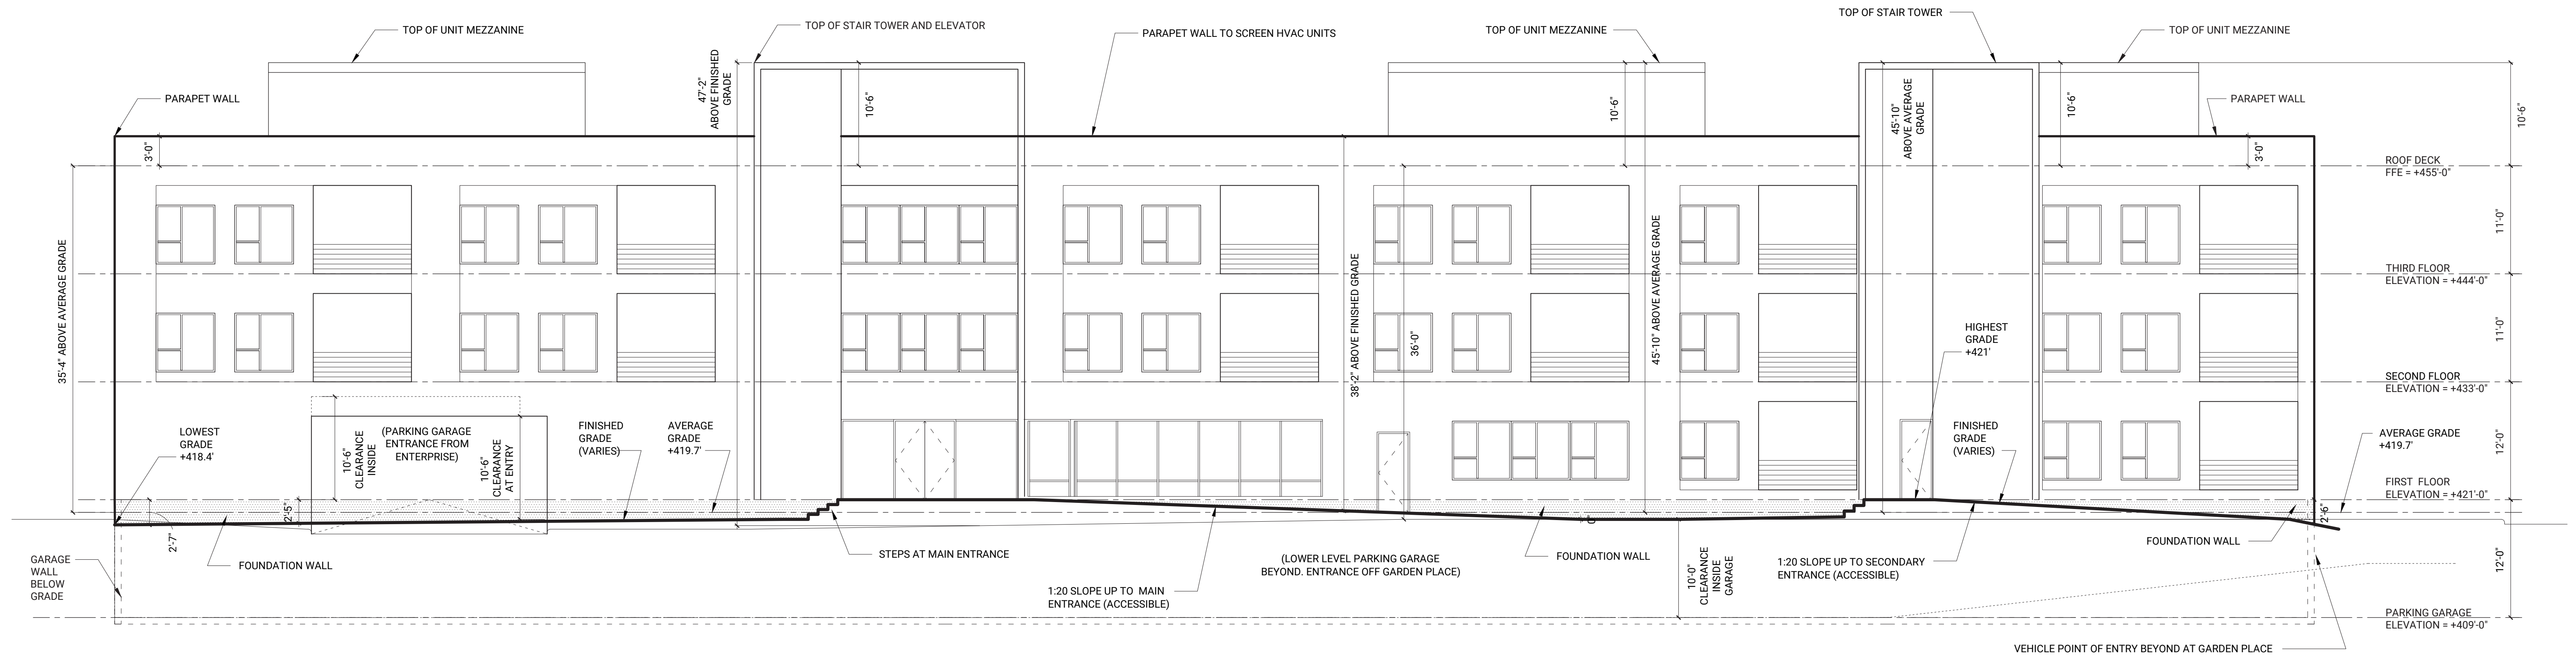 TOP OF UNIT MEZZANINE
TOP OF STAIR TOWER AND ELEVATOR
PARAPET WALL TO SCREEN HVAC UNITS
TOP OF UNIT MEZZANINE
TOP OF STAIR TOWER
TOP OF UNIT MEZZANINE
PARAPET WALL
47'-2"
ABOVE FINISHED
GRADE
10'-6"
10'-6"
45'-10"
ABOVE AVERAGE
GRADE
10'-6"
PARAPET WALL
10'-6"
3'-0"
3'-0"
ROOF DECK
FFE = +455'-0"
35'-4" ABOVE AVERAGE GRADE
38'-2" ABOVE FINISHED GRADE
36'-0"
45'-10" ABOVE AVERAGE GRADE
11'-0"
THIRD FLOOR
ELEVATION = +444'-0"
HIGHEST
GRADE
+421'
11'-0"
SECOND FLOOR
ELEVATION = +433'-0"
LOWEST
GRADE
+418.4'
10'-6"
CLEARANCE
INSIDE
(PARKING GARAGE
ENTRANCE FROM
ENTERPRISE)
10'-6"
CLEARANCE
AT ENTRY
FINISHED
GRADE
(VARIES)
AVERAGE
GRADE
+419.7'
FINISHED
GRADE
(VARIES)
AVERAGE GRADE
+419.7'
12'-0"
FIRST FLOOR
ELEVATION = +421'-0"
2'-5"
2'-7"
0"
2'-6"
GARAGE
WALL
BELOW
GRADE
FOUNDATION WALL
STEPS AT MAIN ENTRANCE
1:20 SLOPE UP TO MAIN
ENTRANCE (ACCESSIBLE)
(LOWER LEVEL PARKING GARAGE
BEYOND. ENTRANCE OFF GARDEN PLACE)
FOUNDATION WALL
10'-0"
CLEARANCE
INSIDE
GARAGE
1:20 SLOPE UP TO SECONDARY
ENTRANCE (ACCESSIBLE)
FOUNDATION WALL
12'-0"
PARKING GARAGE
ELEVATION = +409'-0"
VEHICLE POINT OF ENTRY BEYOND AT GARDEN PLACE